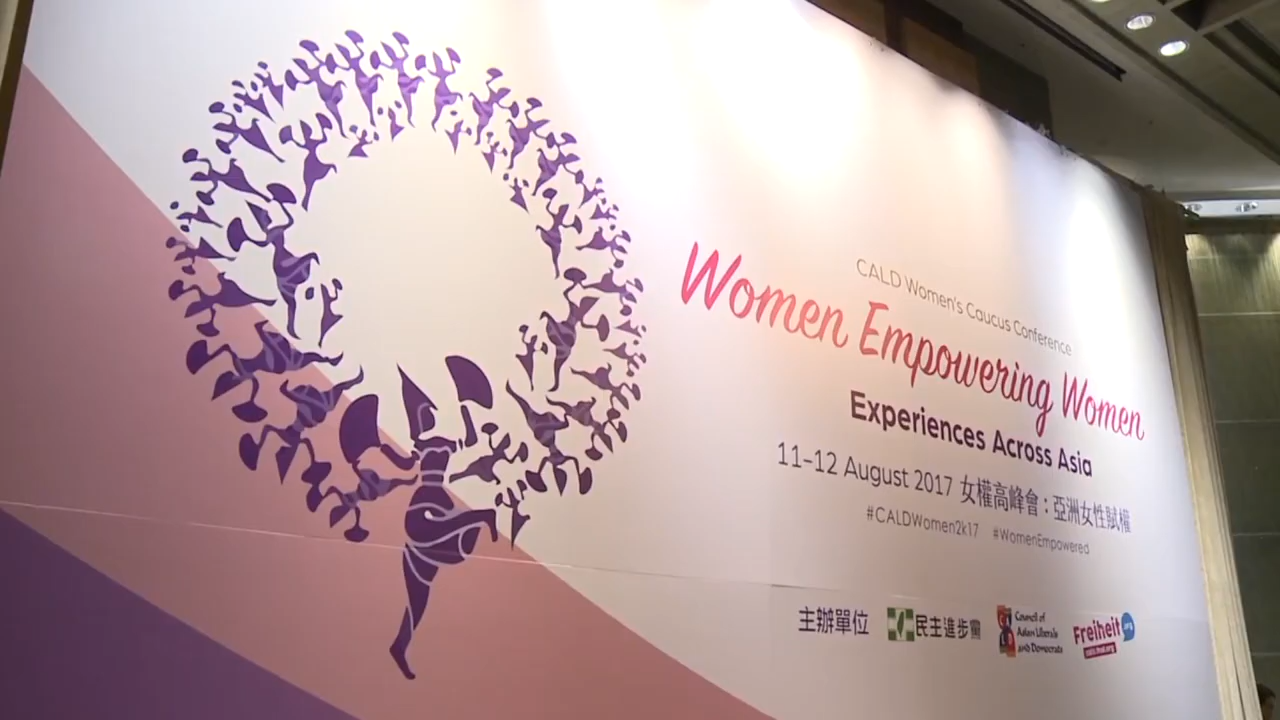 CALD Women's Caucus Conference
Women Empowering Women
Experiences Across Asia
11-12 August 2017 女權高峰會：亞洲女性賦權
#CALDWomen2k17 #WomenEmpowered
主辦單位
民主進步黨
Council of
Asian Liberals
and Democrats
Freiheit.org